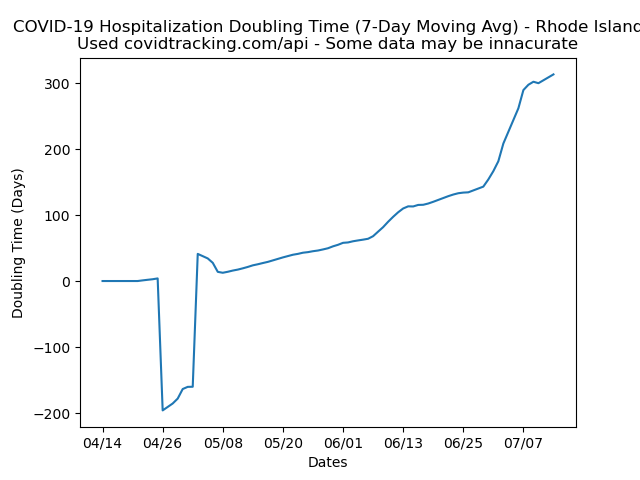 COVID-19 Hospitalization Doubling Time (7-Day Moving Avg) - Rhode Island
Used covidtracking.com/api - Some data may be innacurate
300
200
100
0
−100
−200
Doubling Time (Days)
04/14 04/26 05/08 05/20 06/01 06/13 06/25 07/07
Dates